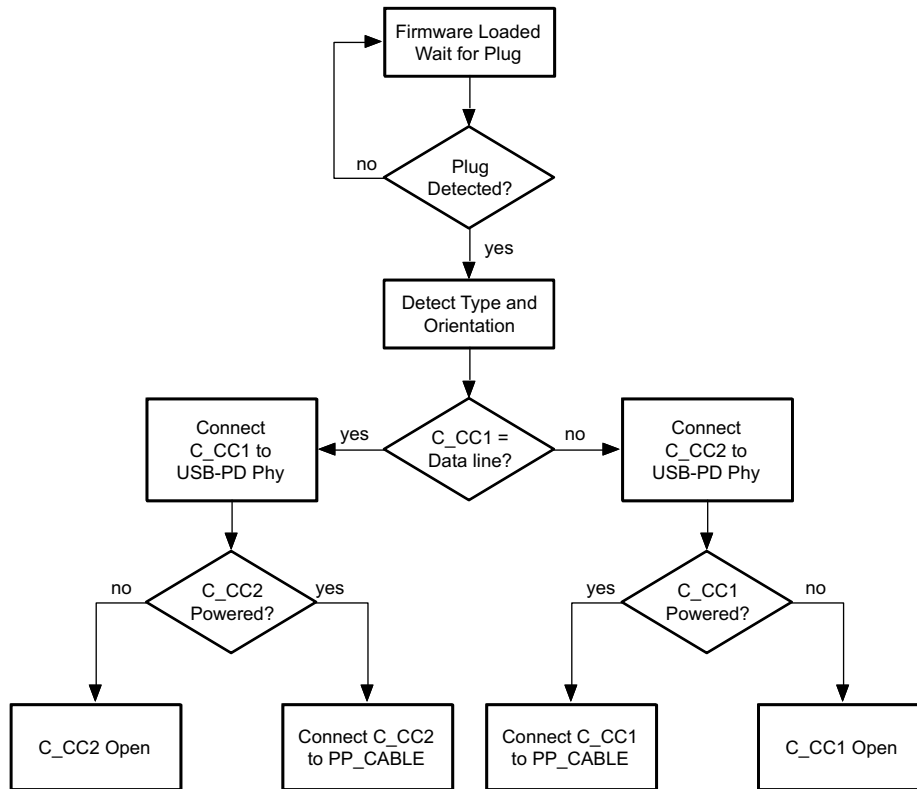 Firmware Loaded
Wait for Plug
no
Plug
Detected?
yes
Detect Type and
Orientation
Connect
C_CC1 to
USB-PD Phy
yes
C_CC1 =
Data line?
no
Connect
C_CC2 to
USB-PD Phy
no
C_CC2
Powered?
yes
yes
C_CC1
Powered?
no
C_CC2 Open
Connect C_CC2
to PP_CABLE
Connect C_CC1
to PP_CABLE
C_CC1 Open